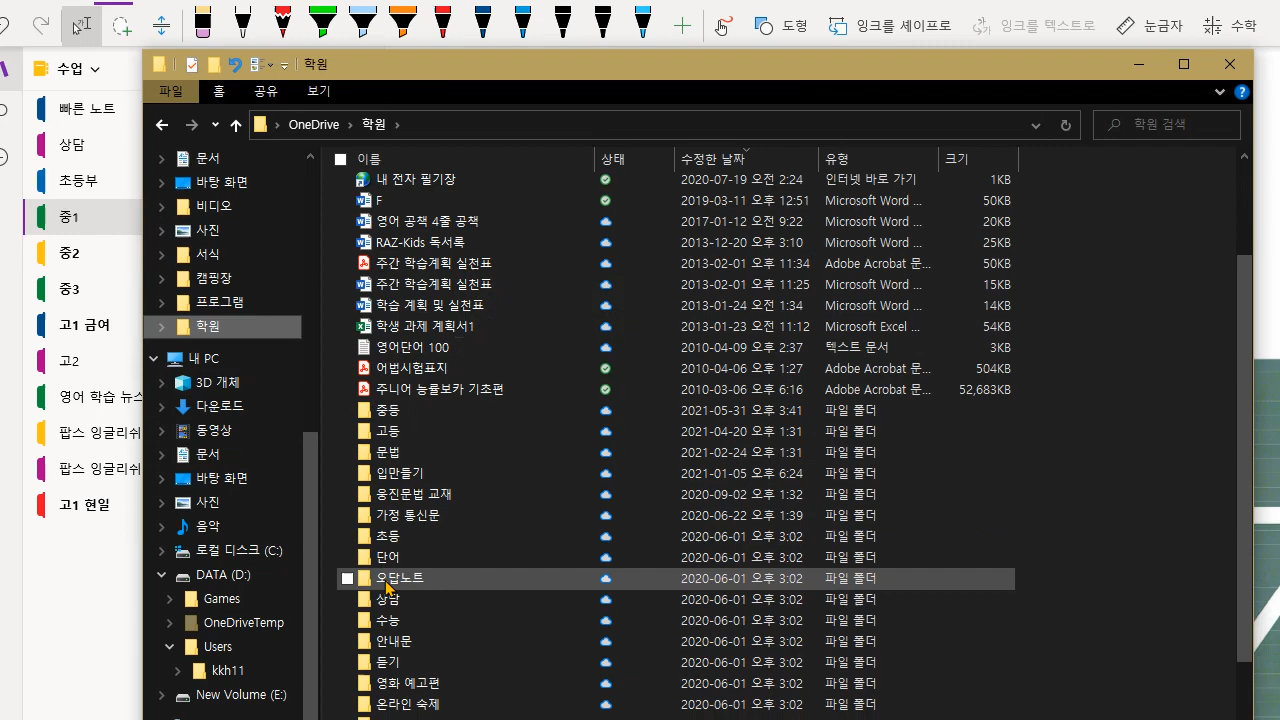 도형
잉크를 셰이프로
잉크를 텍스트로
눈금자
수학
수업
빠른 노트
상담
초등부
중1
중2
중3
고1 금여
고2
영어 학습 뉴스
팝스 잉글리쉬
팝스 잉글리쉬
고1 현일
학원
파일 홈 공유 보기
OneDrive 학원
학원 검색
문서
바탕 화면
비디오
사진
서식
캠핑장
프로그램
학원
내 PC
3D 개체
다운로드
동영상
문서
바탕 화면
사진
음악
로컬 디스크 (C:)
DATA (D:)
Games
OneDriveTemp
Users
kkh11
New Volume (E:)
이름 상태 수정한 날짜 유형 크기
내 전자 필기장 2020-07-19 오전 2:24 인터넷 바로 가기 1KB
F 2019-03-11 오전 12:51 Microsoft Word ... 50KB
영어 공책 4줄 공책 2017-01-12 오전 9:22 Microsoft Word ... 20KB
RAZ-Kids 독서록 2013-12-20 오후 3:10 Microsoft Word ... 25KB
주간 학습계획 실천표 2013-02-01 오후 11:34 Adobe Acrobat 문... 50KB
주간 학습계획 실천표 2013-02-01 오후 11:25 Microsoft Word ... 15KB
학습 계획 및 실천표 2013-01-24 오전 1:34 Microsoft Word ... 14KB
학생 과제 계획서1 2013-01-23 오전 11:12 Microsoft Excel ... 54KB
영어단어 100 2010-04-09 오후 2:37 텍스트 문서 3KB
어법시험표지 2010-04-06 오후 1:27 Adobe Acrobat 문... 504KB
주니어 능률보카 기초편 2010-03-06 오후 6:16 Adobe Acrobat 문... 52,683KB
중등 2021-05-31 오후 3:41 파일 폴더
고등 2021-04-20 오후 1:31 파일 폴더
문법 2021-02-24 오후 1:31 파일 폴더
입만들기 2021-01-05 오후 6:24 파일 폴더
웅진문법 교재 2020-09-02 오후 1:32 파일 폴더
가정 통신문 2020-06-22 오후 1:39 파일 폴더
초등 2020-06-01 오후 3:02 파일 폴더
단어 2020-06-01 오후 3:02 파일 폴더
오답노트 2020-06-01 오후 3:02 파일 폴더
상담 2020-06-01 오후 3:02 파일 폴더
수능 2020-06-01 오후 3:02 파일 폴더
안내문 2020-06-01 오후 3:02 파일 폴더
듣기 2020-06-01 오후 3:02 파일 폴더
영화 예고편 2020-06-01 오후 3:02 파일 폴더
온라인 숙제 2020-06-01 오후 3:02 파일 폴더